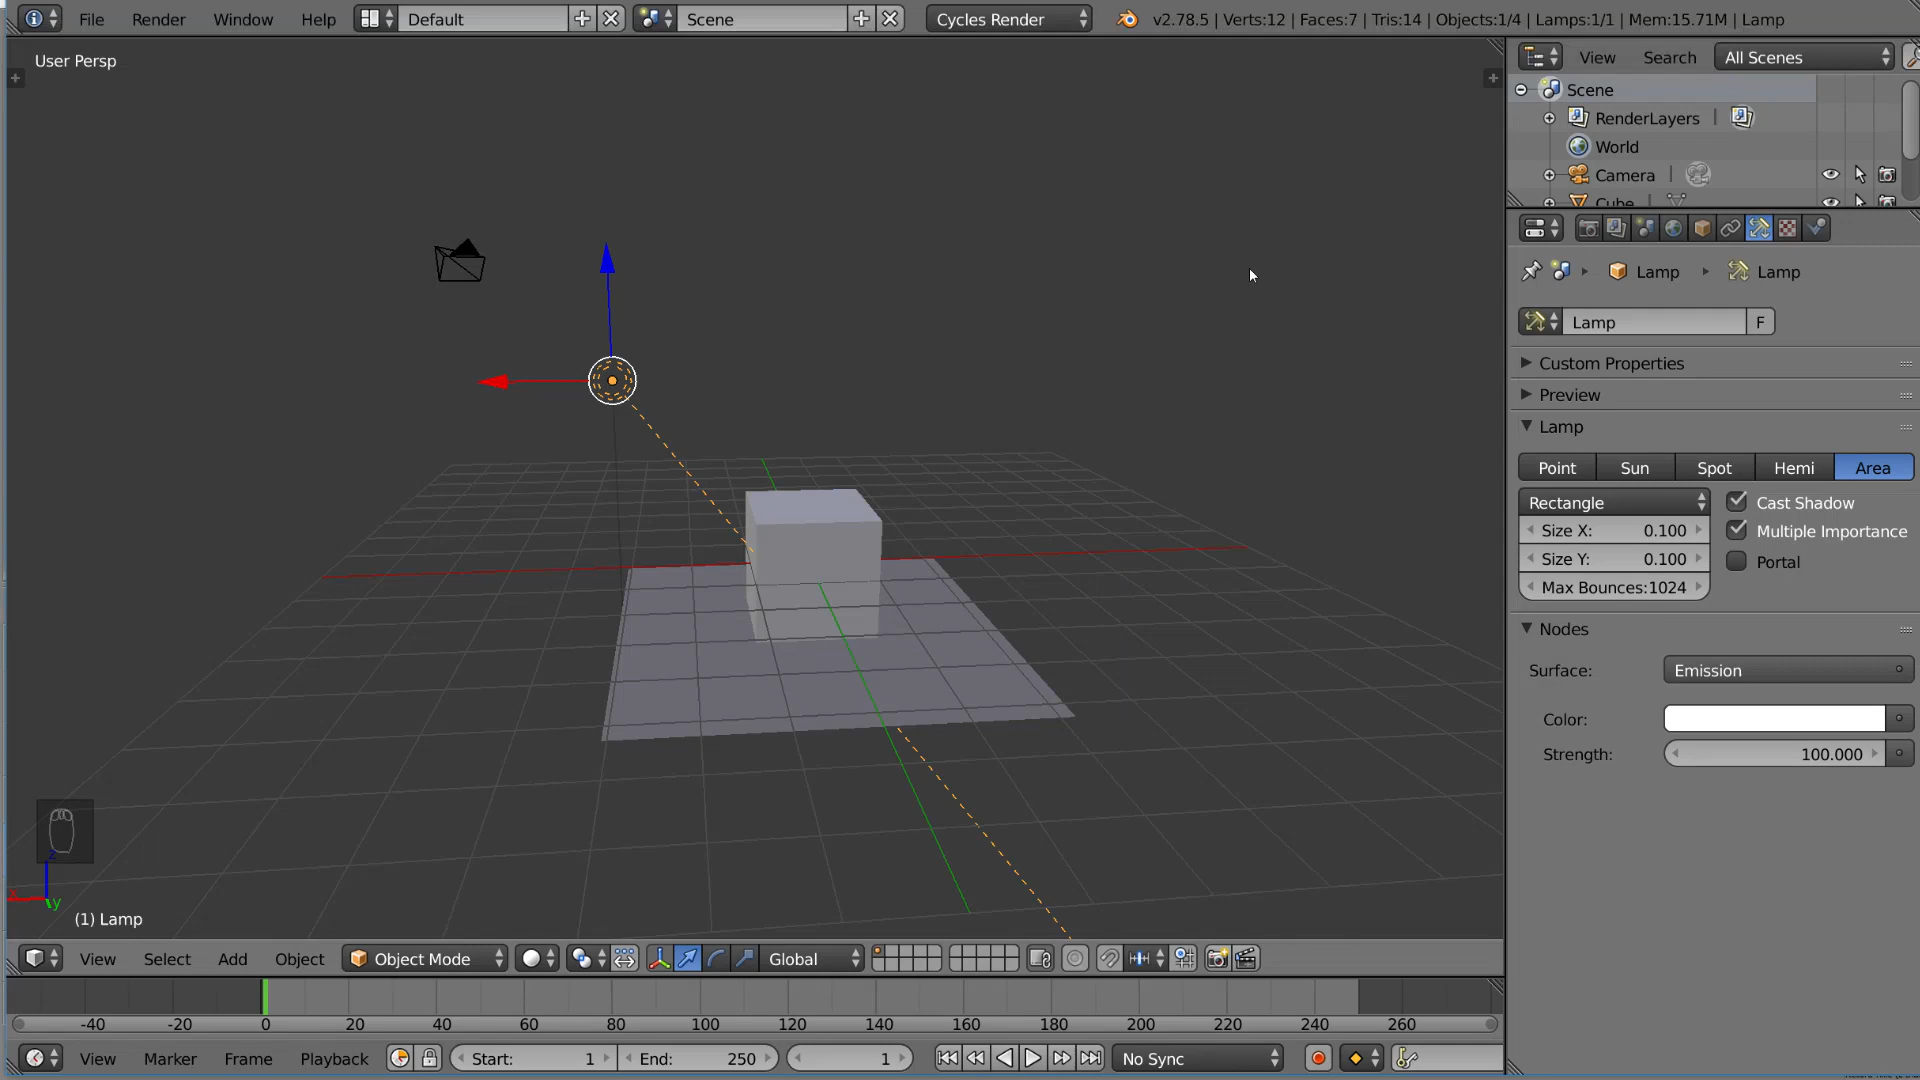 File Render Window Help Default Scene Cycles Render v2.78.5 | Verts:12 | Faces:7 | Tris:14 | Objects:1/4 | Lamps:1/1 | Mem:15.71M | Lamp
User Persp
View Search All Scenes
Scene
RenderLayers
World
Camera
Cube
Lamp Lamp
Lamp F
Custom Properties
Preview
Lamp
Point Sun Spot Hemi Area
Rectangle Cast Shadow
Size X: 0.100 Multiple Importance
Size Y: 0.100 Portal
Max Bounces:1024
Nodes
Surface: Emission
Color:
Strength: 100.000
z
x y
(1) Lamp
View Select Add Object Object Mode Global
-40 -20 0 20 40 60 80 100 120 140 160 180 200 220 240 260
View Marker Frame Playback Start: 1 End: 250 1 No Sync